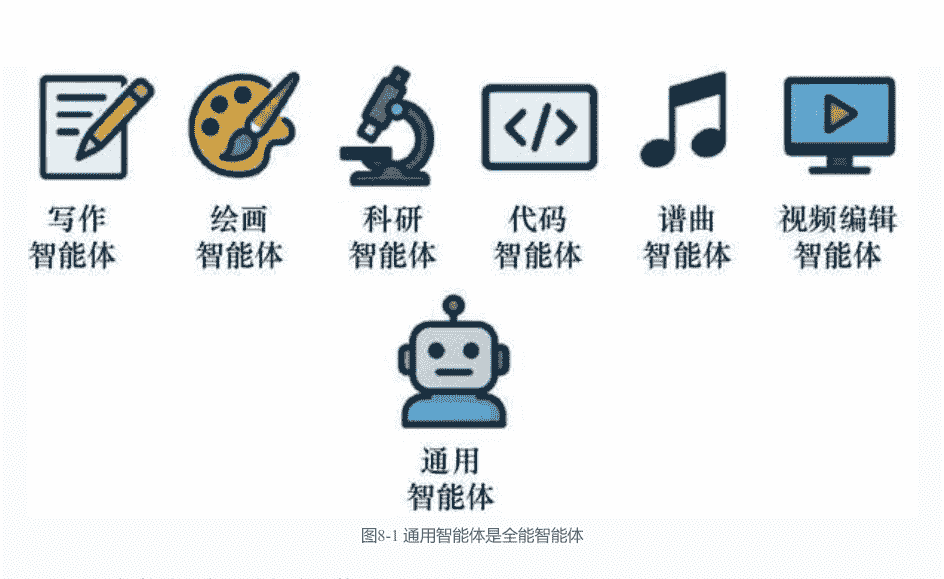 写作
智能体
绘画
智能体
科研
智能体
代码
智能体
谱曲
智能体
视频编辑
智能体
通用
智能体
图8-1 通用智能体是全能智能体